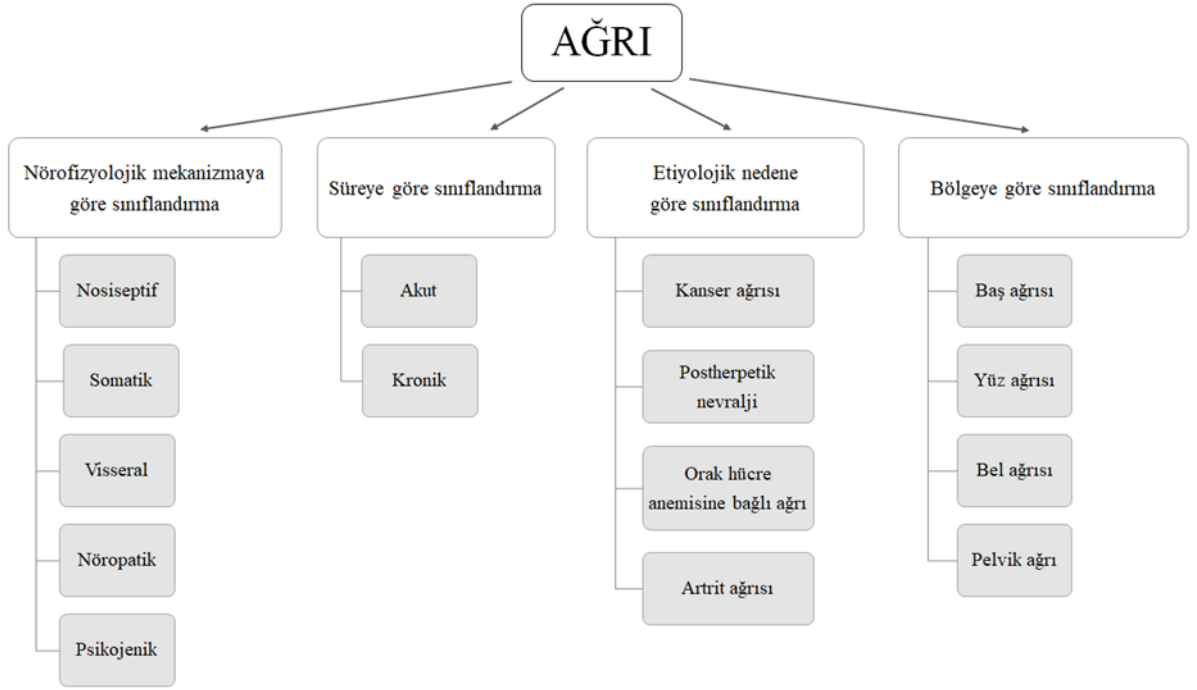 AĞRI
Nörofizyolojik mekanizmaya
göre sınıflandırma
Nosiseptif
Somatik
Visseral
Nöropatik
Psikojenik
Süreye göre sınıflandırma
Akut
Kronik
Etiyolojik nedene
göre sınıflandırma
Kanser ağrısı
Postherpetik
nevralji
Orak hücre
anemisine bağlı ağrı
Artrit ağrısı
Bölgeye göre sınıflandırma
Baş ağrısı
Yüz ağrısı
Bel ağrısı
Pelvik ağrı